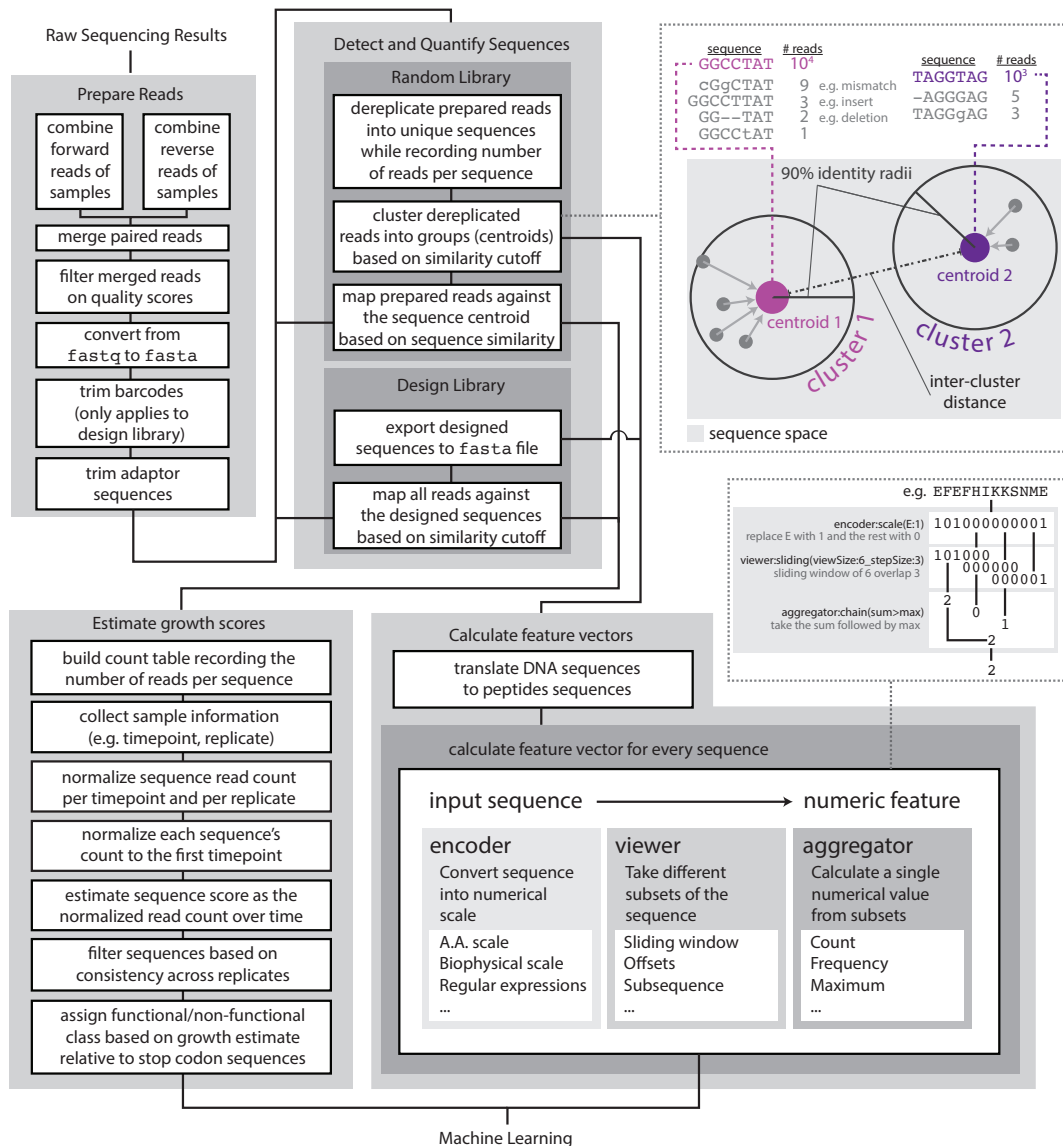 Raw Sequencing Results
Prepare Reads
combine
forward
reads of
samples
combine
reverse
reads of
samples
merge paired reads
filter merged reads
on quality scores
convert from
fastq to fasta
trim barcodes
(only applies to
design library)
trim adaptor
sequences
Detect and Quantify Sequences
Random Library
dereplicate prepared reads
into unique sequences
while recording number
of reads per sequence
cluster dereplicated
reads into groups (centroids)
based on similarity cutoff
map prepared reads against
the sequence centroid
based on sequence similarity
Design Library
export designed
sequences to fasta file
map all reads against
the designed sequences
based on similarity cutoff
sequence # reads
GGCCTAT 10⁴
cGgCTAT 9 e.g. mismatch
GGCCTTAT 3 e.g. insert
GG--TAT 2 e.g. deletion
GGCCtAT 1
sequence # reads
TAGGTAG 10³
-AGGGAG 5
TAGGgAG 3
90% identity radii
centroid 1
cluster 1
centroid 2
cluster 2
inter-cluster
distance
sequence space
e.g. EFEFHIKKSNME
encoder:scale(E:1)
replace E with 1 and the rest with 0
101000000001
viewer:sliding(viewSize:6_stepSize:3)
sliding window of 6 overlap 3
101000
000000
000001
aggregator:chain(sum>max)
take the sum followed by max
2
0
1
2
2
Estimate growth scores
build count table recording the
number of reads per sequence
collect sample information
(e.g. timepoint, replicate)
normalize sequence read count
per timepoint and per replicate
normalize each sequence's
count to the first timepoint
estimate sequence score as the
normalized read count over time
filter sequences based on
consistency across replicates
assign functional/non-functional
class based on growth estimate
relative to stop codon sequences
Calculate feature vectors
translate DNA sequences
to peptides sequences
calculate feature vector for every sequence
input sequence
numeric feature
encoder
Convert sequence
into numerical
scale
A.A. scale
Biophysical scale
Regular expressions
...
viewer
Take different
subsets of the
sequence
Sliding window
Offsets
Subsequence
...
aggregator
Calculate a single
numerical value
from subsets
Count
Frequency
Maximum
...
Machine Learning